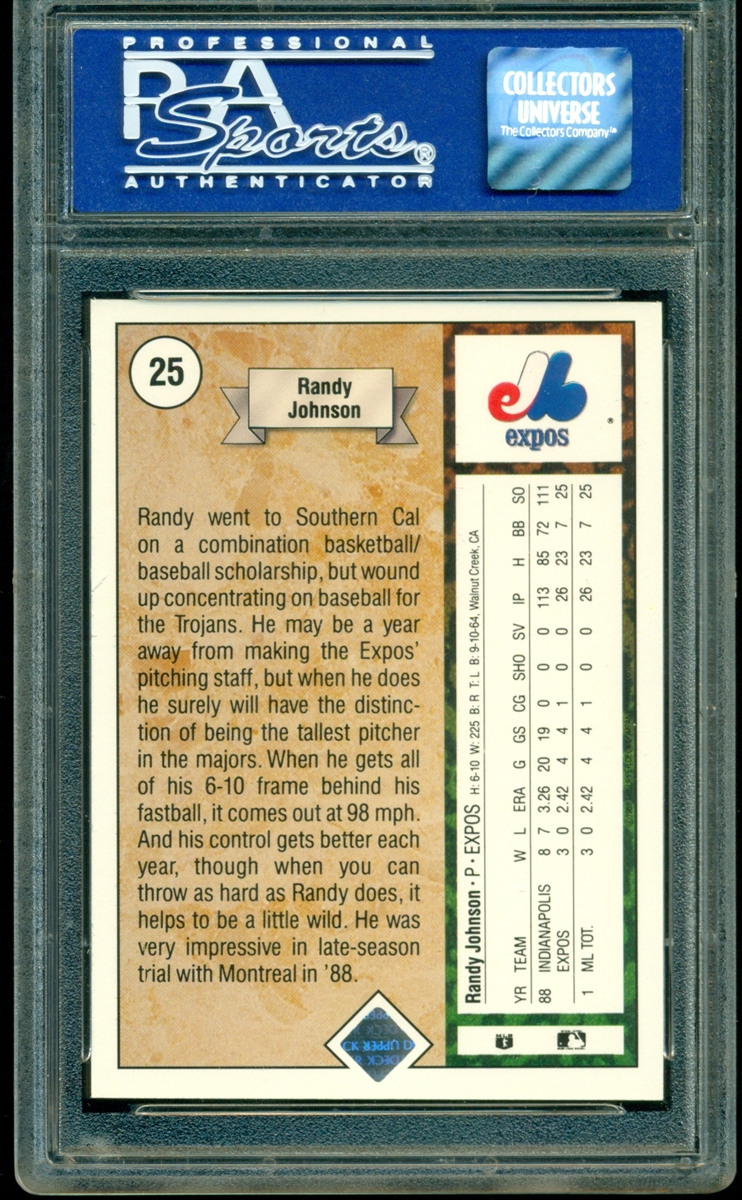 PROFESSIONAL
PSA
Sports®
AUTHENTICATOR
COLLECTORS
UNIVERSE
The Collectors Company™
25
Randy
Johnson
Randy went to Southern Cal
on a combination basketball/
baseball scholarship, but wound
up concentrating on baseball for
the Trojans. He may be a year
away from making the Expos'
pitching staff, but when he does
he surely will have the distinc-
tion of being the tallest pitcher
in the majors. When he gets all
of his 6-10 frame behind his
fastball, it comes out at 98 mph.
And his control gets better each
year, though when you can
throw as hard as Randy does, it
helps to be a little wild. He was
very impressive in late-season
trial with Montreal in '88.
expos
®
Randy Johnson • P • EXPOS H: 6-10 W: 225 B: R T: L B: 9-10-64, Walnut Creek, CA
YR TEAM W L ERA G GS CG SHO SV IP H BB SO
88 INDIANAPOLIS 8 7 3.26 20 19 0 0 0 113 85 72 111
EXPOS 3 0 2.42 4 4 1 0 0 26 23 7 25
1 ML TOT. 3 0 2.42 4 4 1 0 0 26 23 7 25
UPPER
DECK